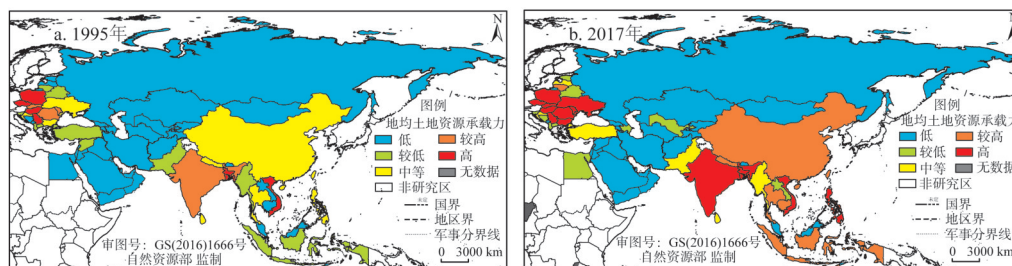 a. 1995年
N
图例
地均土地资源承载力
低
较高
较低
高
中等
无数据
非研究区
未定
国界
地区界
军事分界线
审图号：GS(2016)1666号
自然资源部 监制
0 3000 km
b. 2017年
N
图例
地均土地资源承载力
低
较高
较低
高
中等
无数据
非研究区
未定
国界
地区界
军事分界线
审图号：GS(2016)1666号
自然资源部 监制
0 3000 km